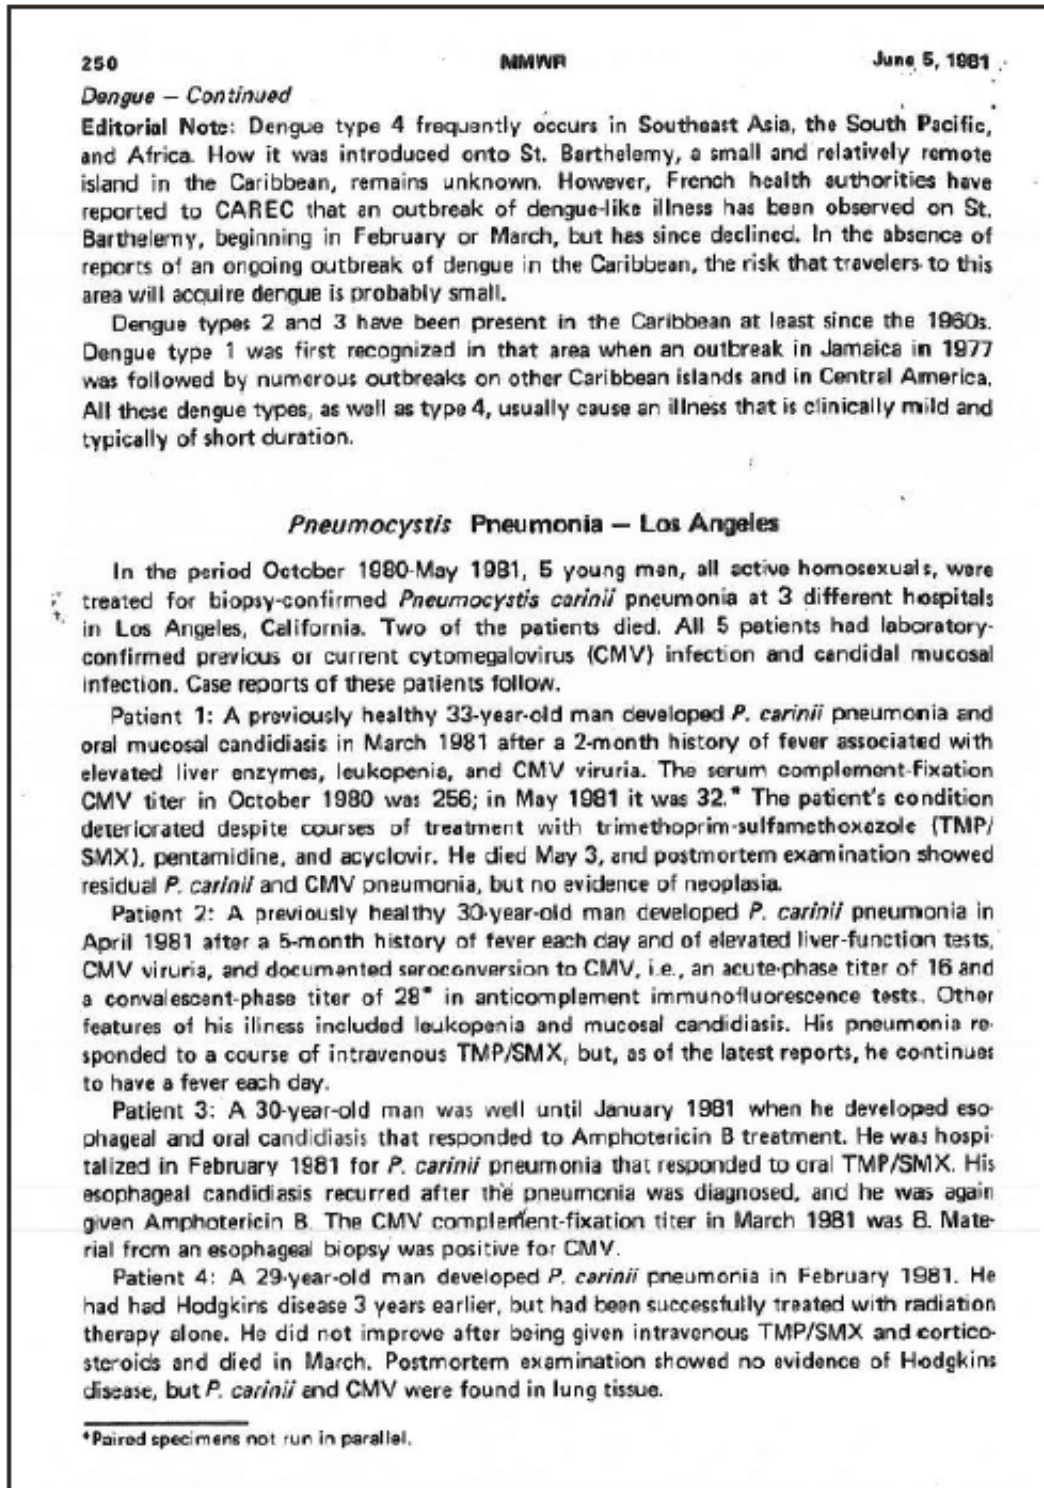 250 MMWR June 5, 1981
Dengue — Continued
Editorial Note: Dengue type 4 frequently occurs in Southeast Asia, the South Pacific,
and Africa. How it was introduced onto St. Barthelemy, a small and relatively remote
island in the Caribbean, remains unknown. However, French health authorities have
reported to CAREC that an outbreak of dengue-like illness has been observed on St.
Barthelemy, beginning in February or March, but has since declined. In the absence of
reports of an ongoing outbreak of dengue in the Caribbean, the risk that travelers to this
area will acquire dengue is probably small.
Dengue types 2 and 3 have been present in the Caribbean at least since the 1960s.
Dengue type 1 was first recognized in that area when an outbreak in Jamaica in 1977
was followed by numerous outbreaks on other Caribbean islands and in Central America.
All these dengue types, as well as type 4, usually cause an illness that is clinically mild and
typically of short duration.
Pneumocystis Pneumonia — Los Angeles
In the period October 1980-May 1981, 5 young men, all active homosexuals, were
treated for biopsy-confirmed Pneumocystis carinii pneumonia at 3 different hospitals
in Los Angeles, California. Two of the patients died. All 5 patients had laboratory-
confirmed previous or current cytomegalovirus (CMV) infection and candidal mucosal
infection. Case reports of these patients follow.
Patient 1: A previously healthy 33-year-old man developed P. carinii pneumonia and
oral mucosal candidiasis in March 1981 after a 2-month history of fever associated with
elevated liver enzymes, leukopenia, and CMV viruria. The serum complement-fixation
CMV titer in October 1980 was 256; in May 1981 it was 32.* The patient's condition
deteriorated despite courses of treatment with trimethoprim-sulfamethoxazole (TMP/
SMX), pentamidine, and acyclovir. He died May 3, and postmortem examination showed
residual P. carinii and CMV pneumonia, but no evidence of neoplasia.
Patient 2: A previously healthy 30-year-old man developed P. carinii pneumonia in
April 1981 after a 5-month history of fever each day and of elevated liver-function tests,
CMV viruria, and documented seroconversion to CMV, i.e., an acute-phase titer of 16 and
a convalescent-phase titer of 28* in anticomplement immunofluorescence tests. Other
features of his illness included leukopenia and mucosal candidiasis. His pneumonia re-
sponded to a course of intravenous TMP/SMX, but, as of the latest reports, he continues
to have a fever each day.
Patient 3: A 30-year-old man was well until January 1981 when he developed eso-
phageal and oral candidiasis that responded to Amphotericin B treatment. He was hospi-
talized in February 1981 for P. carinii pneumonia that responded to oral TMP/SMX. His
esophageal candidiasis recurred after the pneumonia was diagnosed, and he was again
given Amphotericin B. The CMV complement-fixation titer in March 1981 was 8. Mate-
rial from an esophageal biopsy was positive for CMV.
Patient 4: A 29-year-old man developed P. carinii pneumonia in February 1981. He
had had Hodgkins disease 3 years earlier, but had been successfully treated with radiation
therapy alone. He did not improve after being given intravenous TMP/SMX and cortico-
steroids and died in March. Postmortem examination showed no evidence of Hodgkins
disease, but P. carinii and CMV were found in lung tissue.
*Paired specimens not run in parallel.